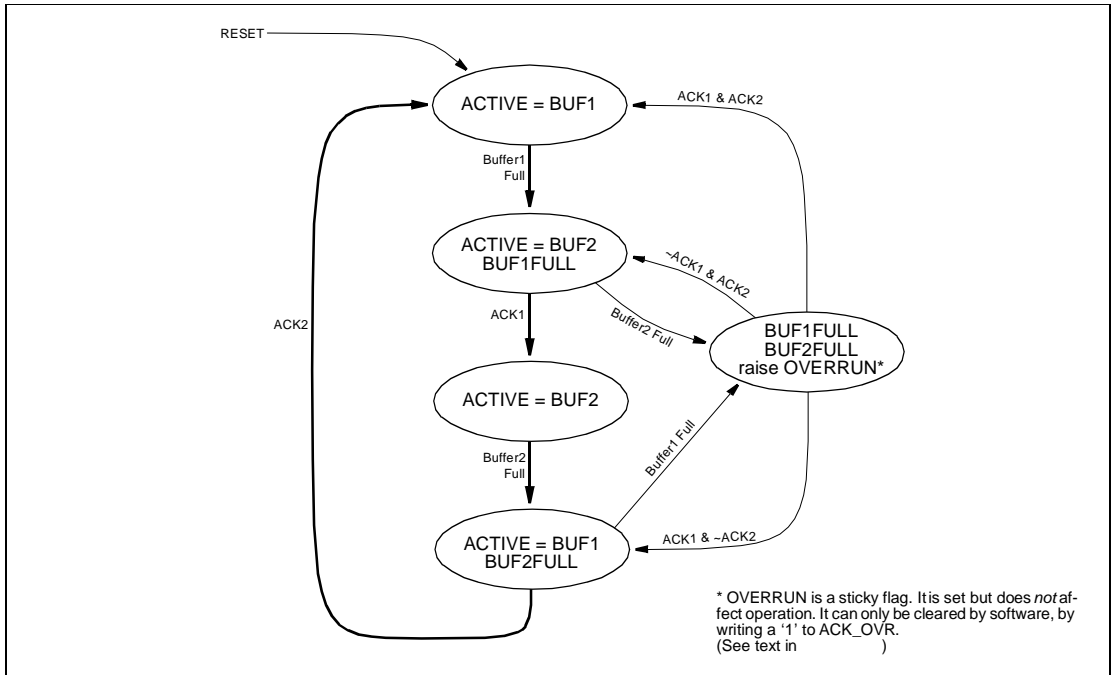 RESET
ACTIVE = BUF1
ACK1 & ACK2
Buffer1
Full
ACTIVE = BUF2
BUF1FULL
~ACK1 & ACK2
Buffer2 Full
ACK1
ACK2
BUF1FULL
BUF2FULL
raise OVERRUN*
ACTIVE = BUF2
Buffer2
Full
Buffer1 Full
ACTIVE = BUF1
BUF2FULL
ACK1 & ~ACK2
* OVERRUN is a sticky flag. It is set but does not af-
fect operation. It can only be cleared by software, by
writing a ‘1’ to ACK_OVR.
(See text in )